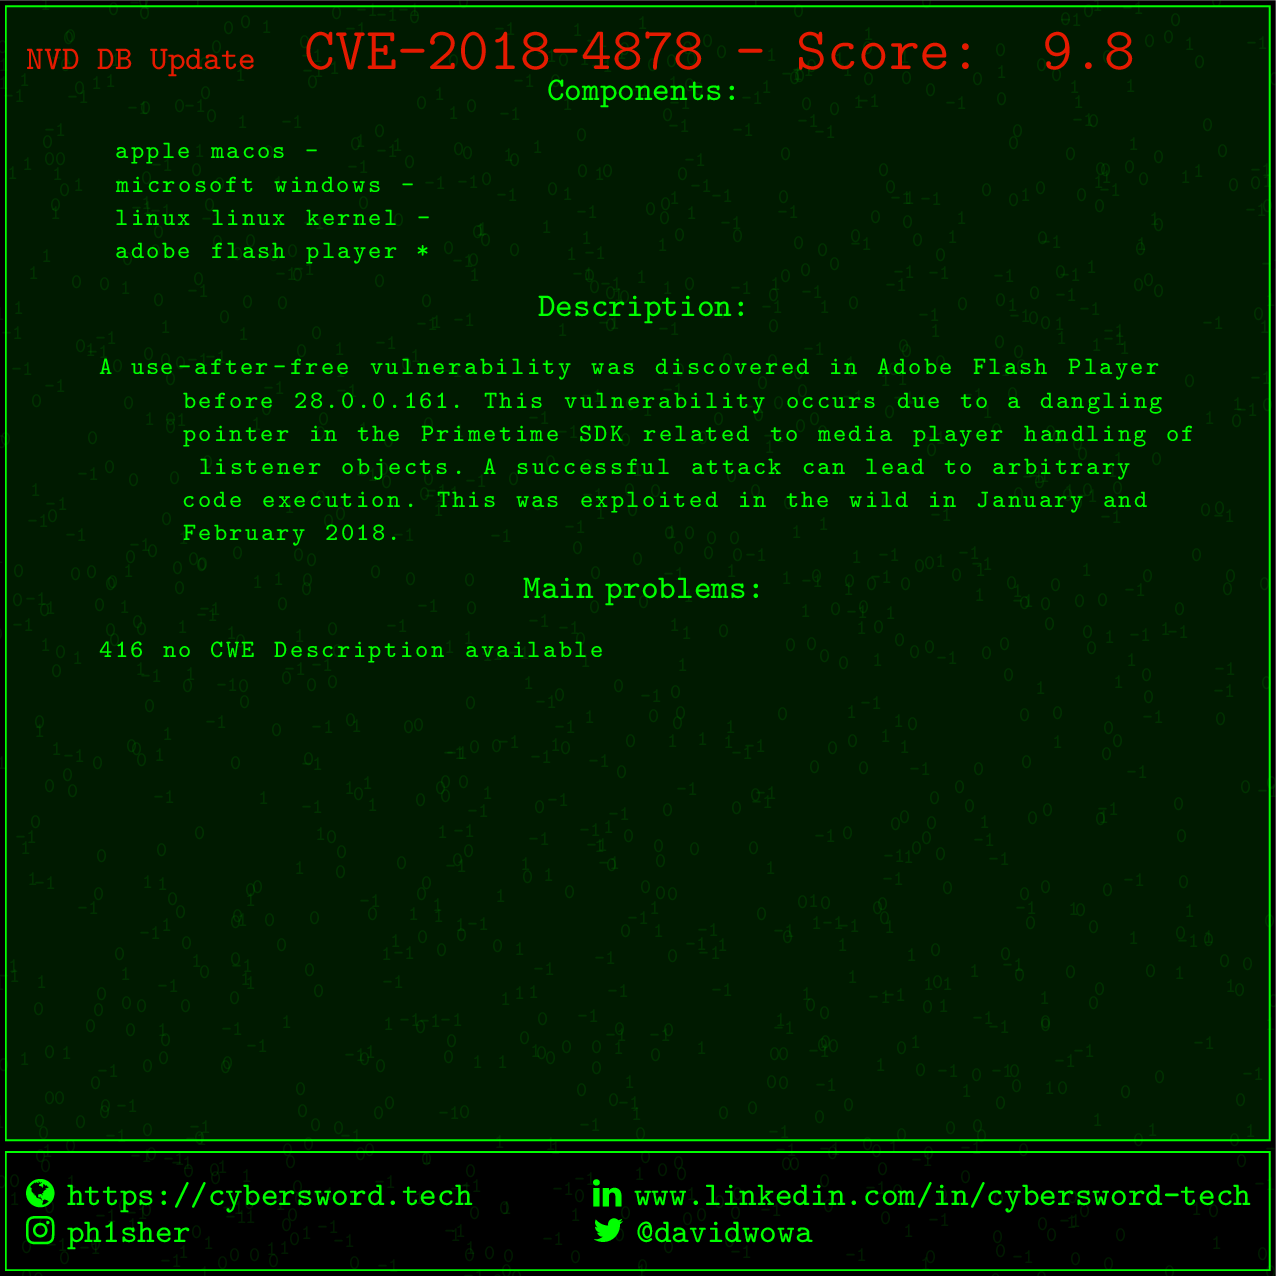 NVD DB Update CVE-2018-4878 - Score: 9.8
Components:
apple macos -
microsoft windows -
linux linux kernel -
adobe flash player *
Description:
A use-after-free vulnerability was discovered in Adobe Flash Player
before 28.0.0.161. This vulnerability occurs due to a dangling
pointer in the Primetime SDK related to media player handling of
listener objects. A successful attack can lead to arbitrary
code execution. This was exploited in the wild in January and
February 2018.
Main problems:
416 no CWE Description available
https://cybersword.tech
www.linkedin.com/in/cybersword-tech
ph1sher
@davidwowa